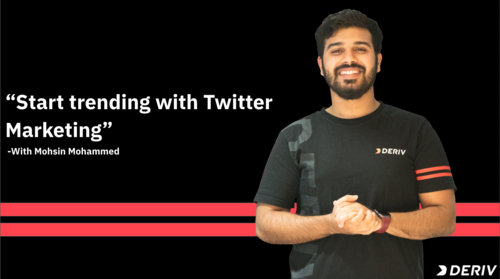 “Start trending with Twitter
Marketing”
-With Mohsin Mohammed
DERIV
DERIV